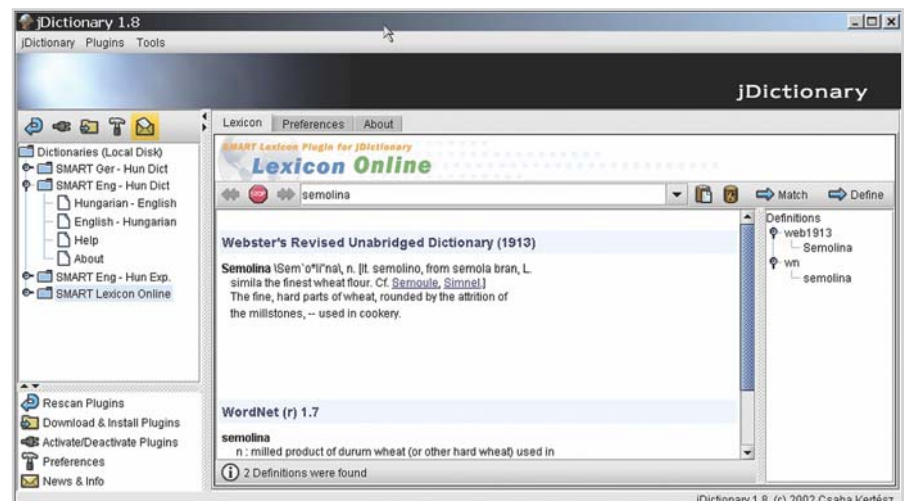 jDictionary 1.8
jDictionary Plugins Tools
jDictionary
Dictionaries (Local Disk)
SMART Ger - Hun Dict
SMART Eng - Hun Dict
Hungarian - English
English - Hungarian
Help
About
SMART Eng - Hun Exp.
SMART Lexicon Online
Rescan Plugins
Download & Install Plugins
Activate/Deactivate Plugins
Preferences
News & Info
Lexicon Preferences About
SMART Lexicon Plugin for jDictionary
Lexicon Online
STOP semolina Match Define
Webster's Revised Unabridged Dictionary (1913)
Semolina \Sem`o*li"na\, n. [It. semolino, from semola bran, L.
simila the finest wheat flour. Cf. Semoule, Simnel.]
The fine, hard parts of wheat, rounded by the attrition of
the millstones, -- used in cookery.
WordNet (r) 1.7
semolina
n : milled product of durum wheat (or other hard wheat) used in
2 Definitions were found
Definitions
web1913
Semolina
wn
semolina
jDictionary 1.8, (c) 2002 Csaba Kertész